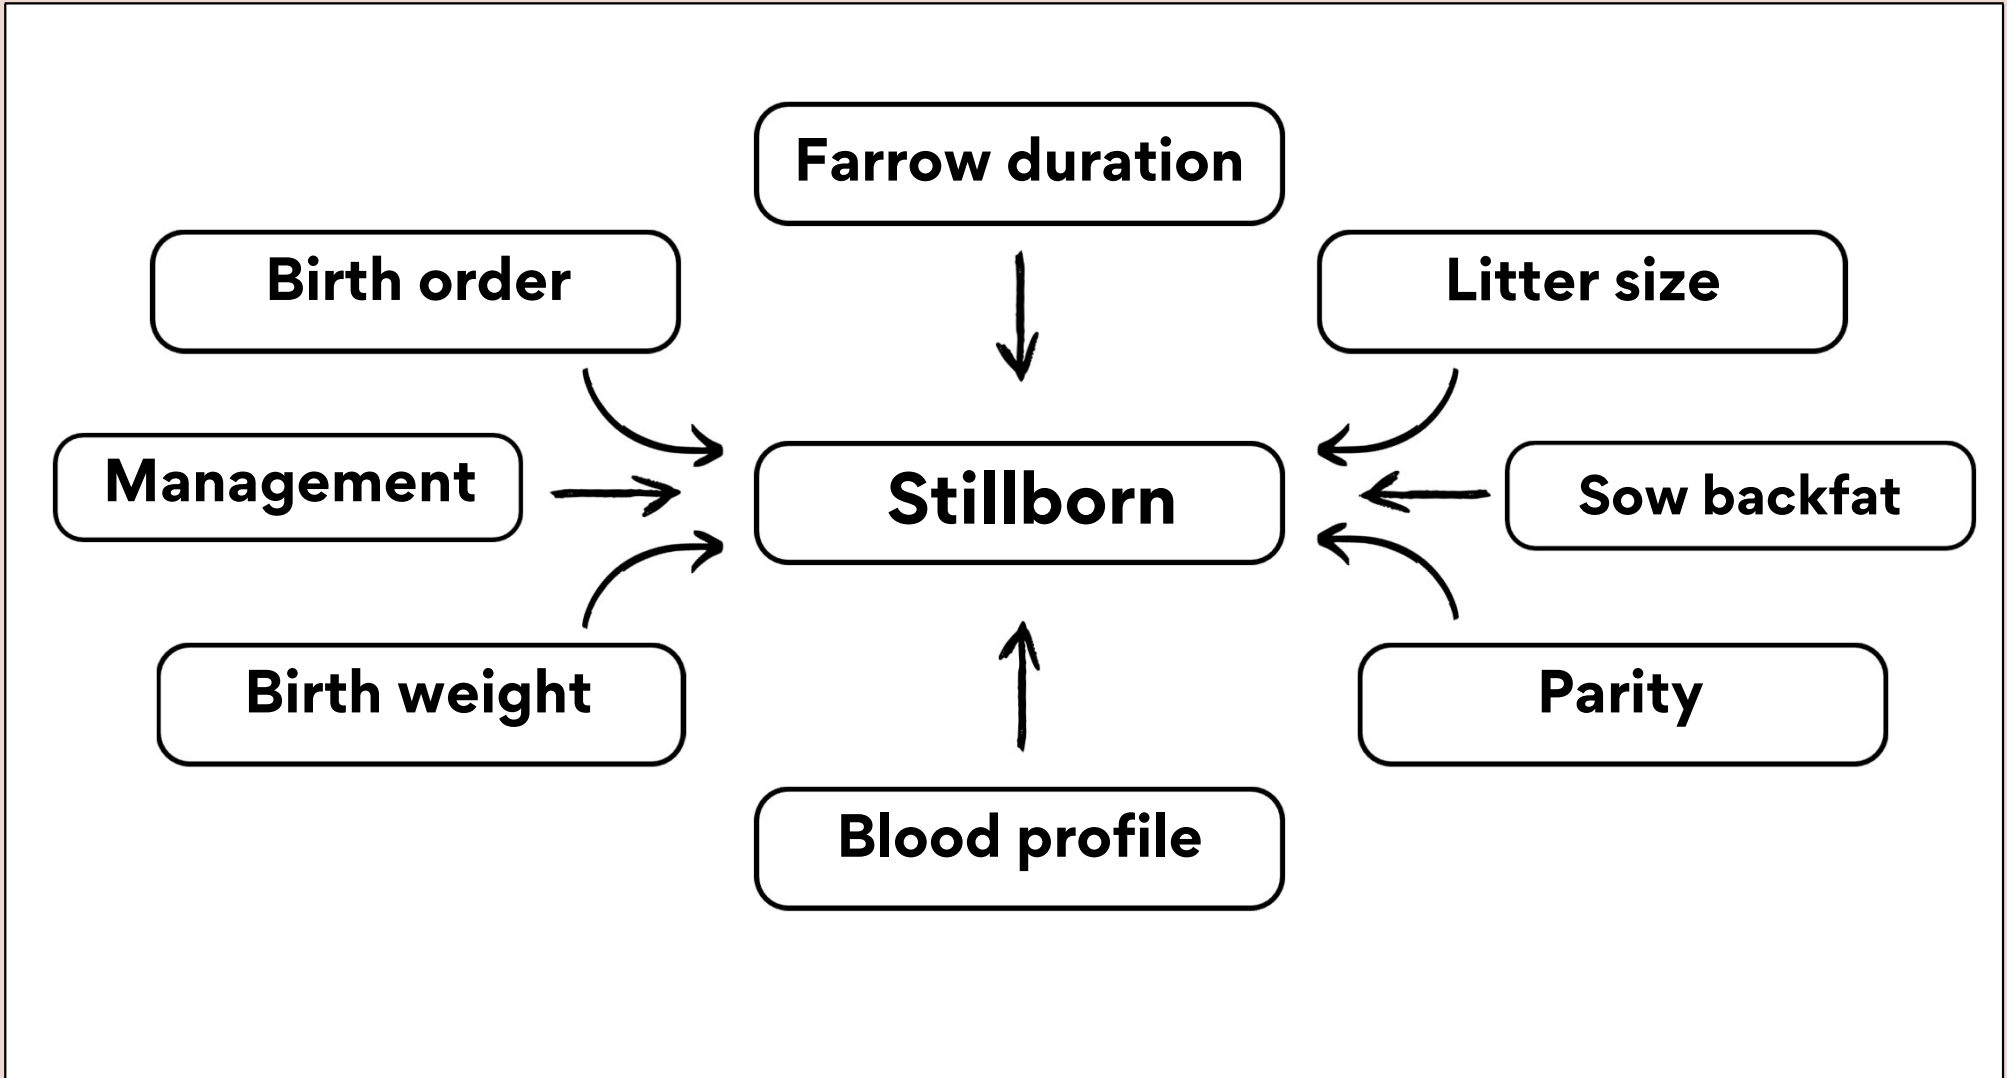 Farrow duration
Birth order
Litter size
Management
Stillborn
Sow backfat
Birth weight
Parity
Blood profile